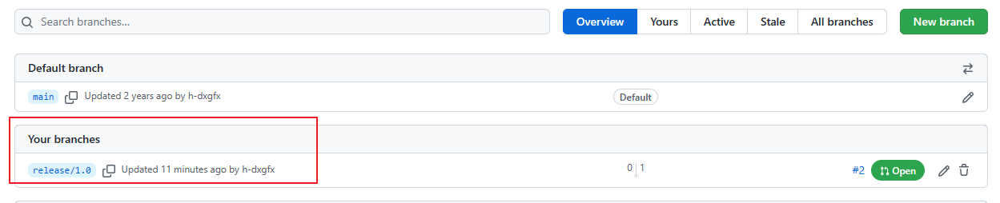 Search branches...
Overview Yours Active Stale All branches New branch
Default branch
main Updated 2 years ago by h-dxgfx Default
Your branches
release/1.0 Updated 11 minutes ago by h-dxgfx 0 1 #2 Open